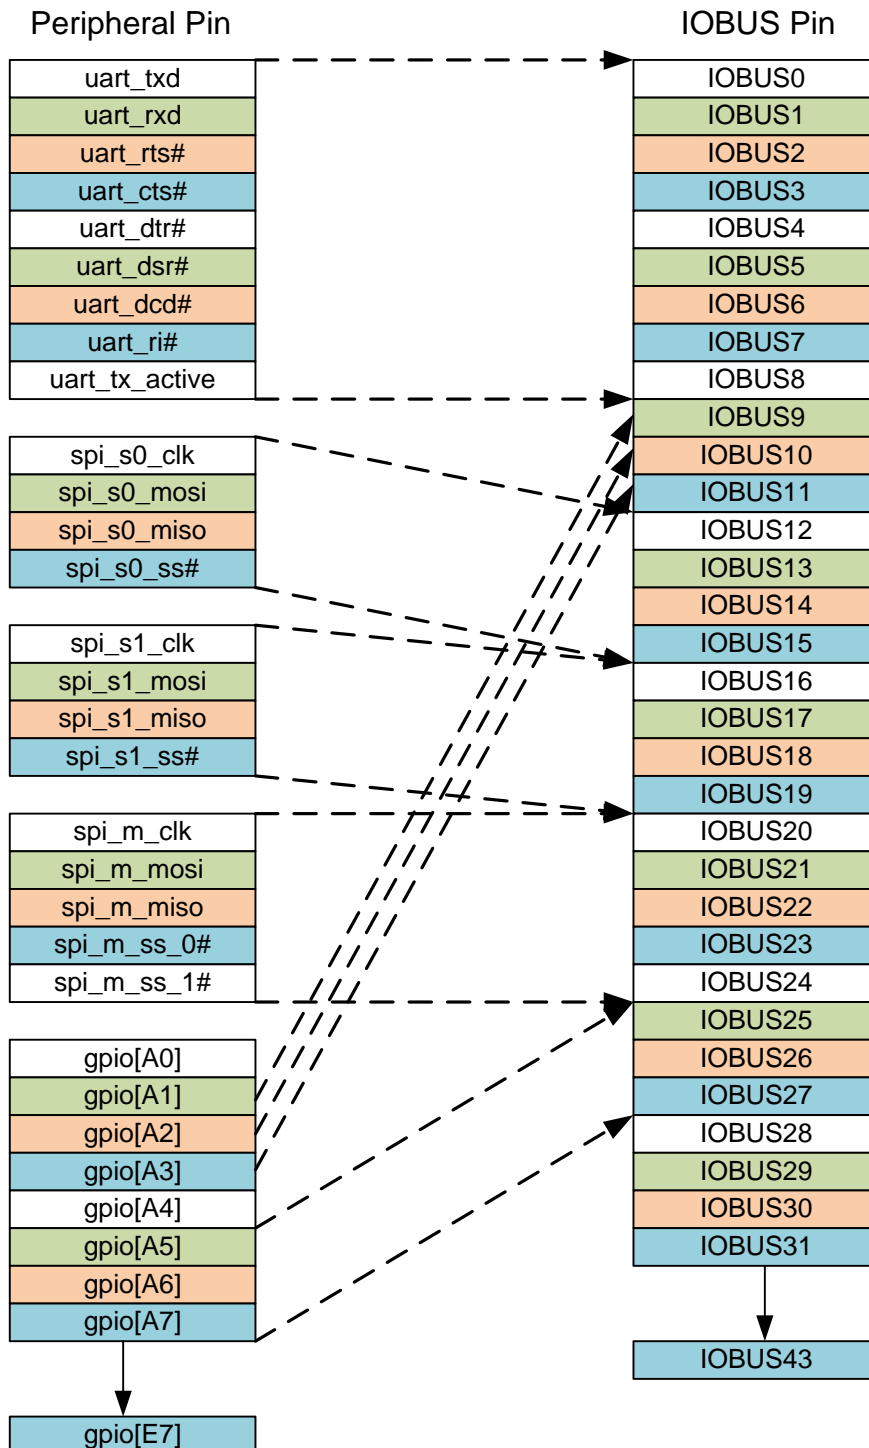 Peripheral Pin
uart_txd
uart_rxd
uart_rts#
uart_cts#
uart_dtr#
uart_dsr#
uart_dcd#
uart_ri#
uart_tx_active
spi_s0_clk
spi_s0_mosi
spi_s0_miso
spi_s0_ss#
spi_s1_clk
spi_s1_mosi
spi_s1_miso
spi_s1_ss#
spi_m_clk
spi_m_mosi
spi_m_miso
spi_m_ss_0#
spi_m_ss_1#
gpio[A0]
gpio[A1]
gpio[A2]
gpio[A3]
gpio[A4]
gpio[A5]
gpio[A6]
gpio[A7]
gpio[E7]
IOBUS Pin
IOBUS0
IOBUS1
IOBUS2
IOBUS3
IOBUS4
IOBUS5
IOBUS6
IOBUS7
IOBUS8
IOBUS9
IOBUS10
IOBUS11
IOBUS12
IOBUS13
IOBUS14
IOBUS15
IOBUS16
IOBUS17
IOBUS18
IOBUS19
IOBUS20
IOBUS21
IOBUS22
IOBUS23
IOBUS24
IOBUS25
IOBUS26
IOBUS27
IOBUS28
IOBUS29
IOBUS30
IOBUS31
IOBUS43